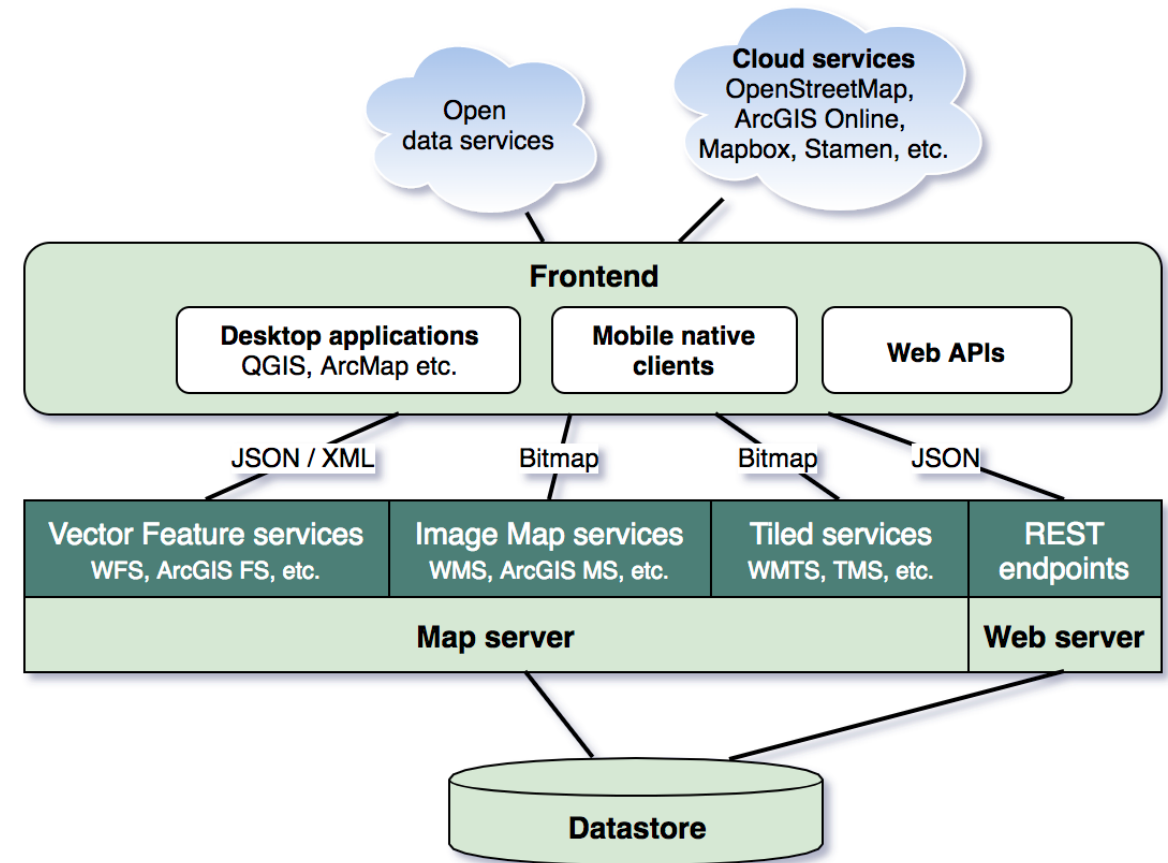 Open
data services
Cloud services
OpenStreetMap,
ArcGIS Online,
Mapbox, Stamen, etc.
Frontend
Desktop applications
QGIS, ArcMap etc.
Mobile native
clients
Web APIs
JSON / XML
Bitmap
Bitmap
JSON
Vector Feature services
WFS, ArcGIS FS, etc.
Image Map services
WMS, ArcGIS MS, etc.
Tiled services
WMTS, TMS, etc.
REST
endpoints
Map server
Web server
Datastore